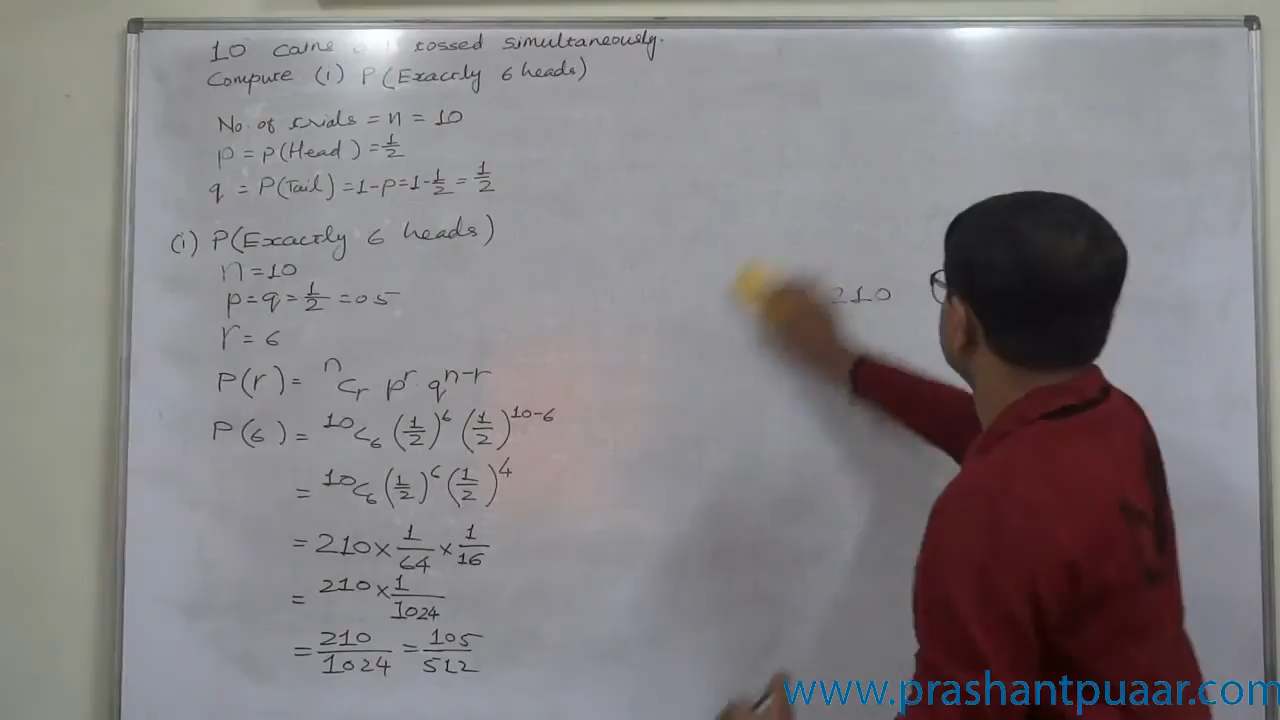 10 coins tossed simultaneously.
Compute (i) P(Exactly 6 heads)
No. of trials = n = 10
p = P(Head) = 1/2
q = P(Tail) = 1-p = 1-1/2 = 1/2
(i) P(Exactly 6 heads)
n = 10
p = q = 1/2 = 0.5
r = 6
P(r) = ⁿCᵣ pʳ qⁿ⁻ʳ
P(6) = ¹⁰C₆ (1/2)⁶ (1/2)¹⁰⁻⁶
= ¹⁰C₆ (1/2)⁶ (1/2)⁴
= 210 × 1/64 × 1/16
= 210 × 1/1024
= 210/1024 = 105/512
210
www.prashantpuaar.com